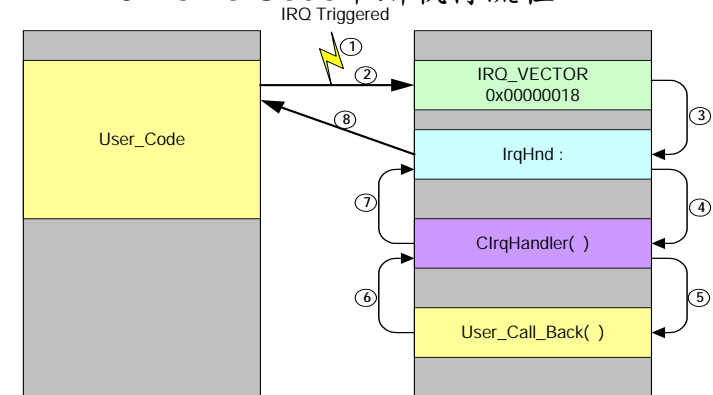 IRQ Triggered
①
②
IRQ_VECTOR
0x00000018
③
⑧
User_Code
IrqHnd :
⑦
④
CIrqHandler( )
⑥
⑤
User_Call_Back( )